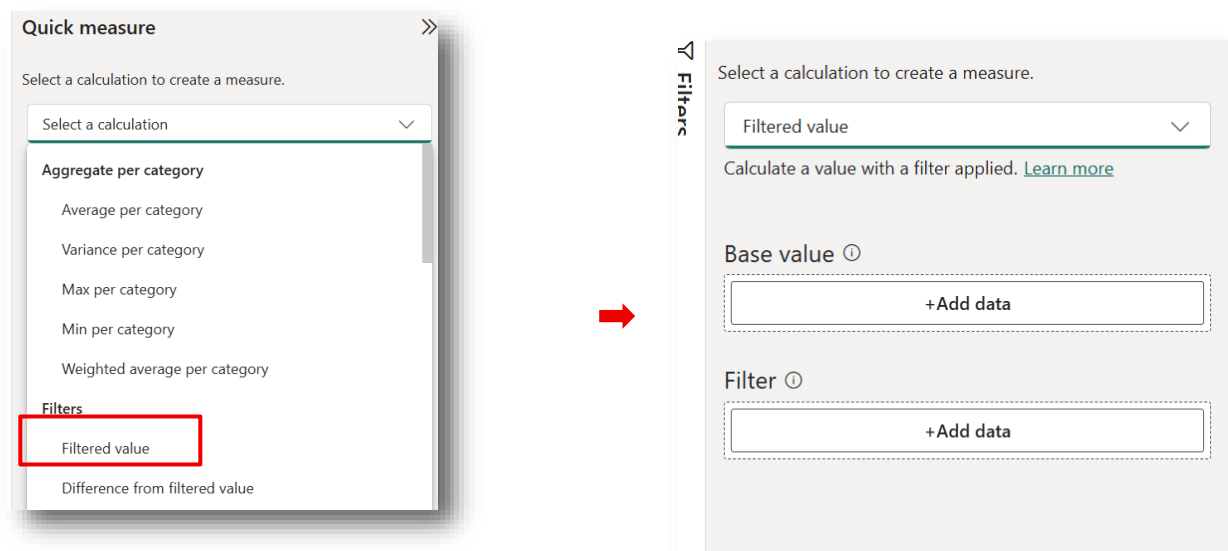 Quick measure
Select a calculation to create a measure.
Select a calculation
Aggregate per category
Average per category
Variance per category
Max per category
Min per category
Weighted average per category
Filters
Filtered value
Difference from filtered value
Filters
Select a calculation to create a measure.
Filtered value
Calculate a value with a filter applied. Learn more
Base value
+Add data
Filter
+Add data